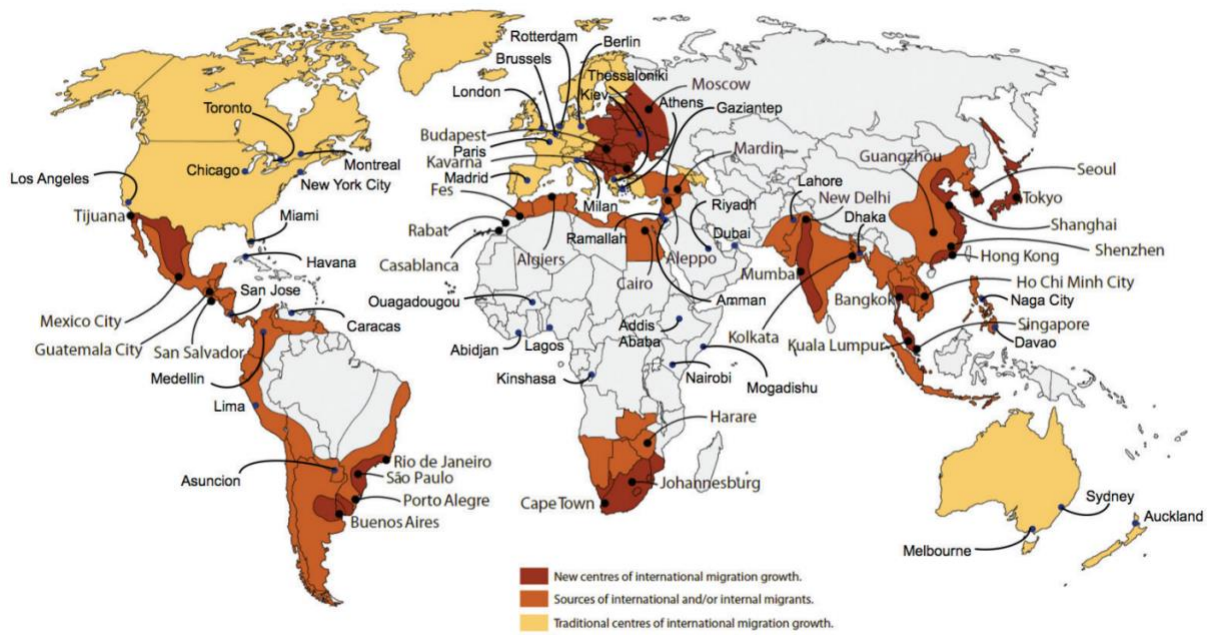 Rotterdam
Berlin
Brussels
Thessaloniki
Moscow
London
Kiev
Athens
Gaziantep
Toronto
Budapest
Mardin
Guangzhou
Paris
Kavarna
Montreal
Chicago
Seoul
Los Angeles
Madrid
Lahore
New York City
Fes
New Delhi
Tokyo
Tijuana
Miami
Milan
Riyadh
Dhaka
Shanghai
Rabat
Ramallah
Dubai
Shenzhen
Havana
Casablanca
Algiers
Aleppo
Hong Kong
Mumbai
Cairo
Ho Chi Minh City
San Jose
Ouagadougou
Amman
Bangkok
Naga City
Mexico City
Caracas
Addis
Ababa
Singapore
Guatemala City
San Salvador
Abidjan
Lagos
Kolkata
Kuala Lumpur
Davao
Medellin
Kinshasa
Nairobi
Mogadishu
Lima
Harare
Rio de Janeiro
Asuncion
São Paulo
Johannesburg
Porto Alegre
Cape Town
Sydney
Buenos Aires
Auckland
Melbourne
New centres of international migration growth.
Sources of international and/or internal migrants.
Traditional centres of international migration growth.